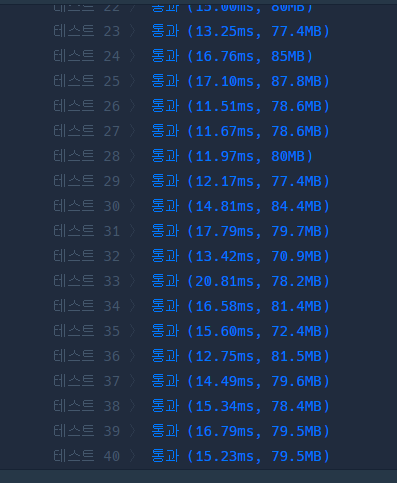 테스트 22 〉 통과 (15.00ms, 80MB)
테스트 23 〉 통과 (13.25ms, 77.4MB)
테스트 24 〉 통과 (16.76ms, 85MB)
테스트 25 〉 통과 (17.10ms, 87.8MB)
테스트 26 〉 통과 (11.51ms, 78.6MB)
테스트 27 〉 통과 (11.67ms, 78.6MB)
테스트 28 〉 통과 (11.97ms, 80MB)
테스트 29 〉 통과 (12.17ms, 77.4MB)
테스트 30 〉 통과 (14.81ms, 84.4MB)
테스트 31 〉 통과 (17.79ms, 79.7MB)
테스트 32 〉 통과 (13.42ms, 70.9MB)
테스트 33 〉 통과 (20.81ms, 78.2MB)
테스트 34 〉 통과 (16.58ms, 81.4MB)
테스트 35 〉 통과 (15.60ms, 72.4MB)
테스트 36 〉 통과 (12.75ms, 81.5MB)
테스트 37 〉 통과 (14.49ms, 79.6MB)
테스트 38 〉 통과 (15.34ms, 78.4MB)
테스트 39 〉 통과 (16.79ms, 79.5MB)
테스트 40 〉 통과 (15.23ms, 79.5MB)